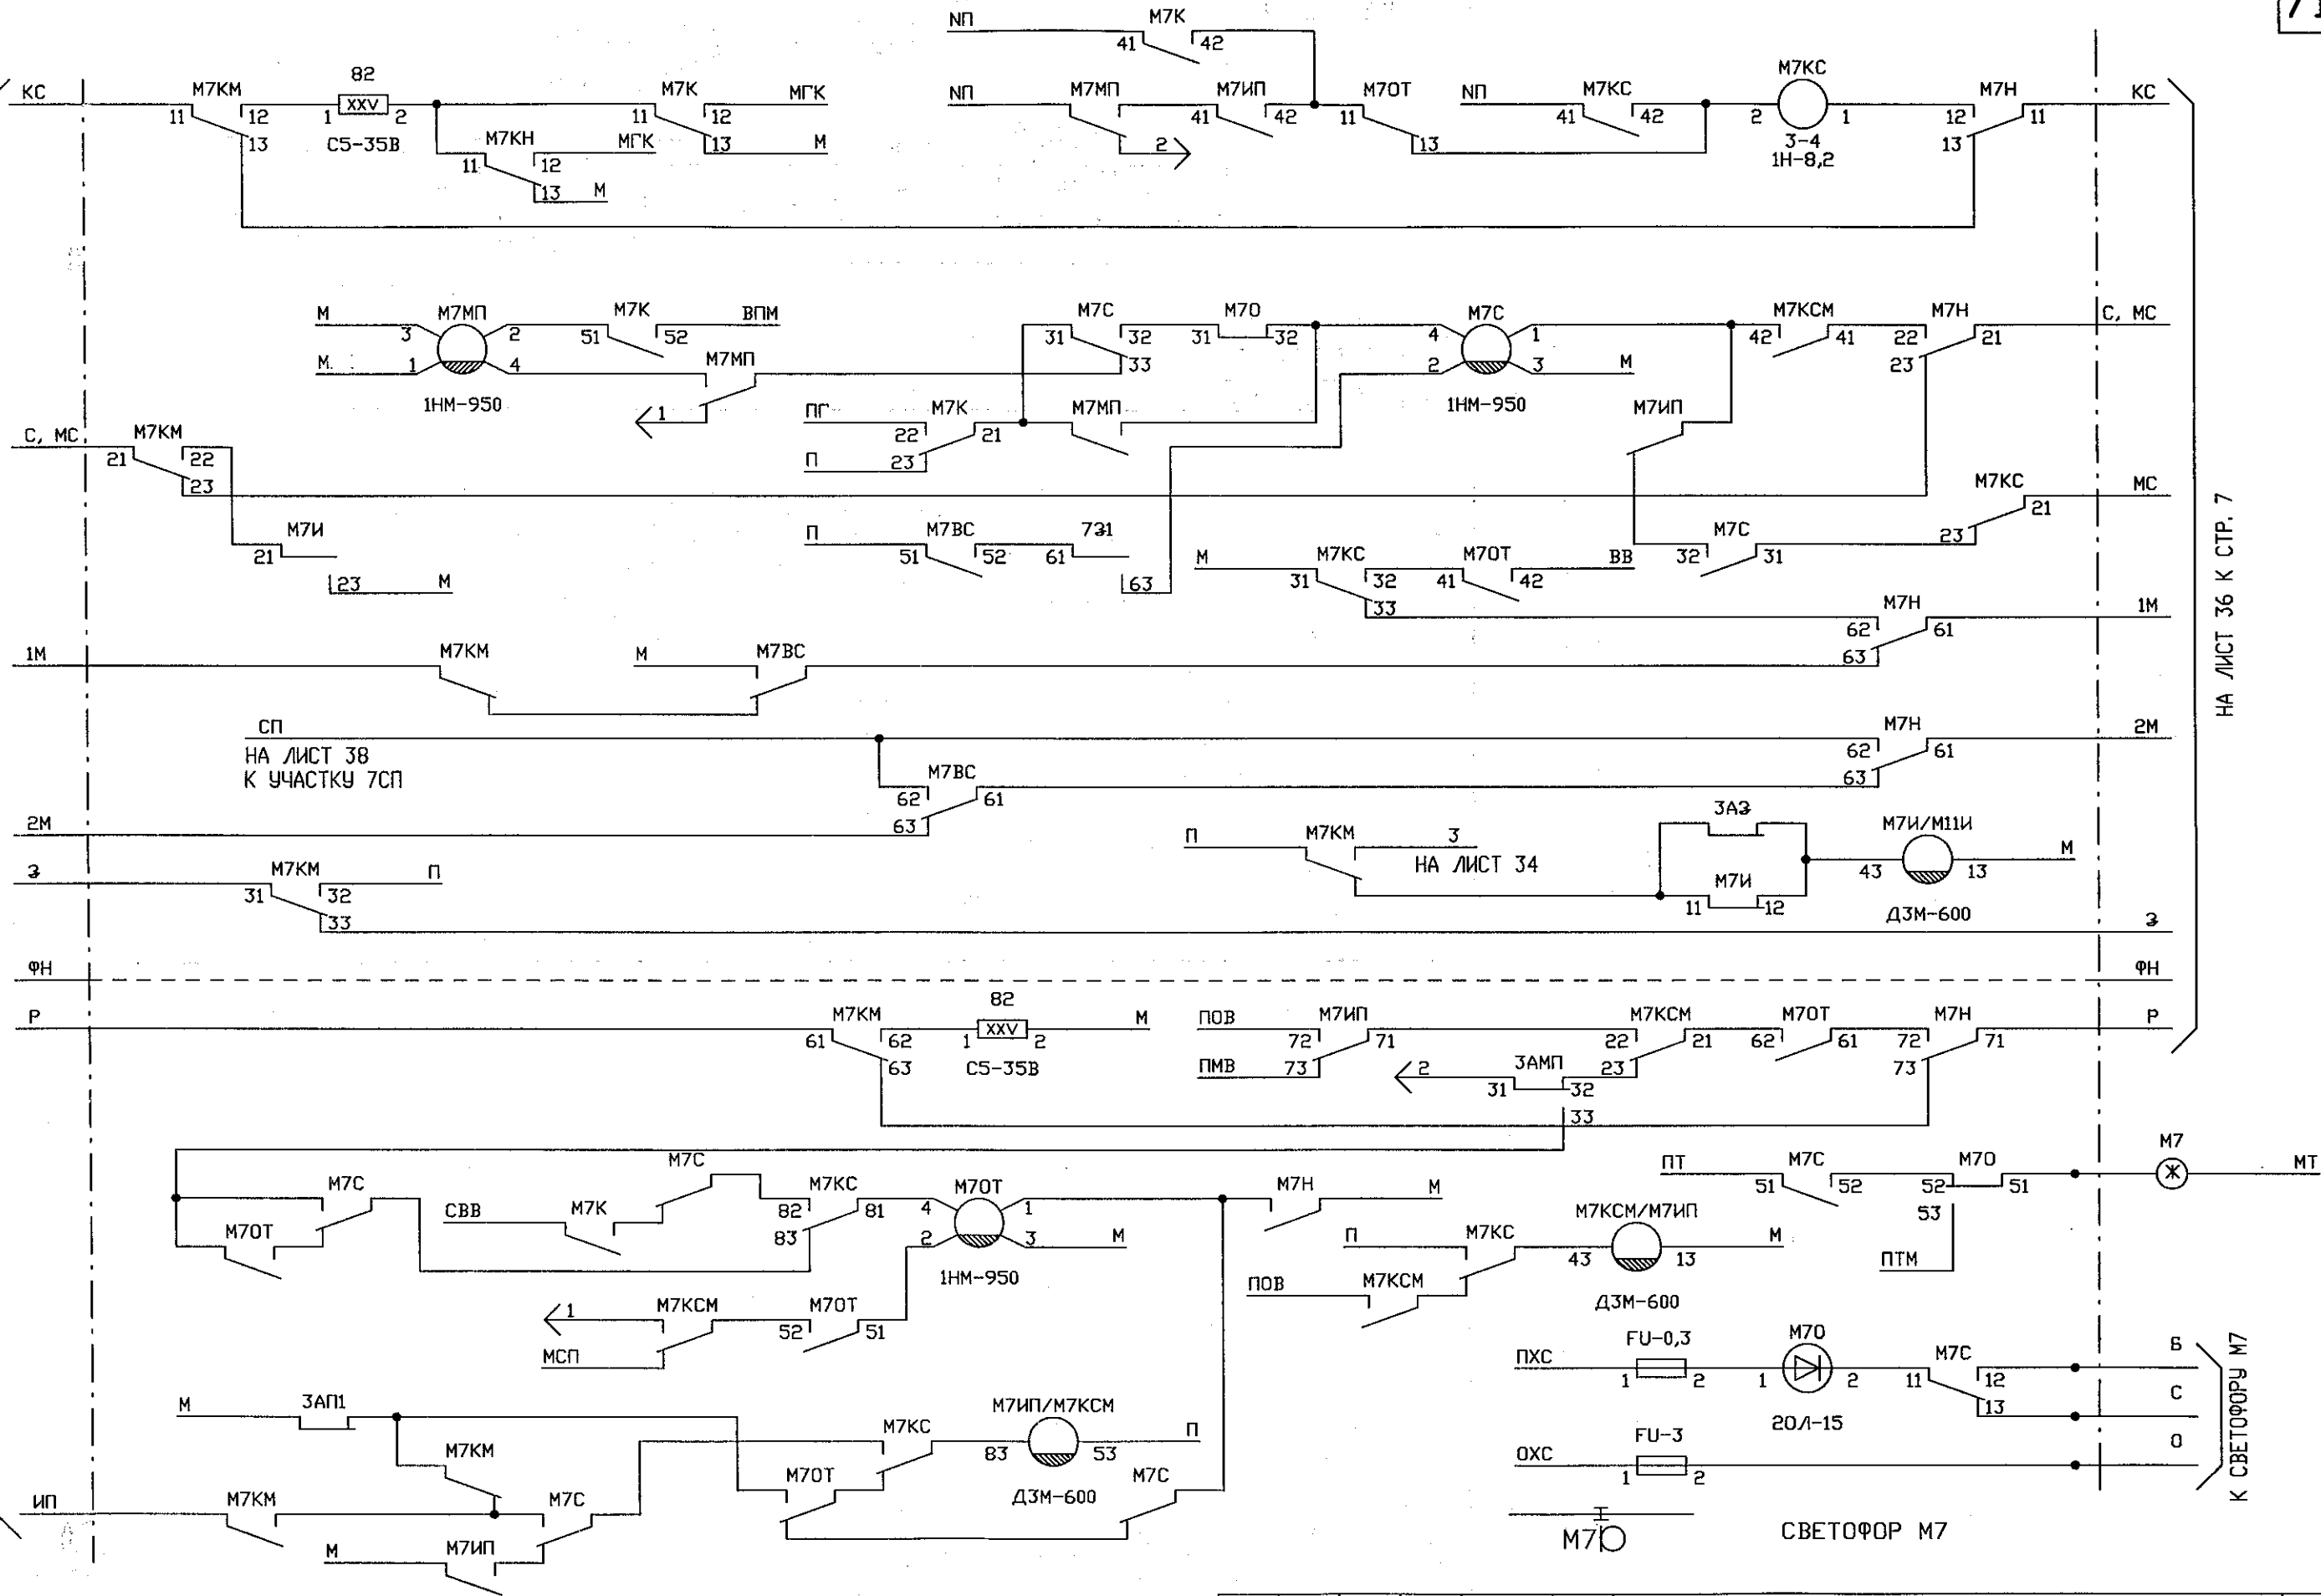 NП М7К
41 42
КС М7КМ 82 М7К МГК NП М7МП М7ИП М7ОТ NП М7КС М7КС М7Н КС
11 12 1 XXV 2 11 12 41 42 11 41 42 2 1 12 11
13 С5-35В М7КН МГК 13 М 2 13 3-4 13
11 12 1Н-8,2
13 М
М М7МП М7К ВПМ М7С М7О М7С М7КСМ М7Н С, МС
3 2 51 52 31 32 31 32 4 1 42 41 22 21
М 1 4 М7МП 33 2 3 М 23
1НМ-950 1 ПГ М7К М7МП 1НМ-950 М7ИП
С, МС М7КМ 22 21
21 22 П 23
23 М7КС МС
М7И П М7ВС 7З1 М7С 21
21 51 52 61 М М7КС М7ОТ ВВ 32 31 23
23 М 63 31 32 41 42
33 М7Н 1М
62 61
1М М7КМ М М7ВС 63
СП М7Н 2М
НА ЛИСТ 38 62 61
К УЧАСТКУ 7СП М7ВС 63
62 61
2М 63 П М7КМ З ЗАЗ М7И/М11И М
З М7КМ П НА ЛИСТ 34 М7И 43 13
31 32 11 12 ДЗМ-600
33 З
НА ЛИСТ 36 К СТР. 7
ФН ФН
Р М7КМ 82 М ПОВ М7ИП М7КСМ М7ОТ М7Н Р
61 62 1 XXV 2 72 71 22 21 62 61 72 71
63 С5-35В ПМВ 73 2 ЗАМП 23 73
31 32
33
М7
М7С М7С М7КС М7ОТ М7Н М ПТ М7С М7О МТ
М7ОТ СВВ М7К 82 81 4 1 51 52 52 51
83 2 3 М П М7КС М7КСМ/М7ИП М 53
1НМ-950 43 13 ПТМ
1 М7КСМ М7ОТ ПОВ М7КСМ ДЗМ-600
52 51
МСП ПХС FU-0,3 М7О М7С Б
1 2 1 2 11 12
М ЗАП1 М7ИП/М7КСМ 13 С
М7КС П 20Л-15
М7КМ 83 53 ОХС FU-3 О
М7ОТ ДЗМ-600 М7С 1 2
ИП М7КМ М7С
М М7ИП М7 СВЕТОФОР М7
К СВЕТОФОРУ М7